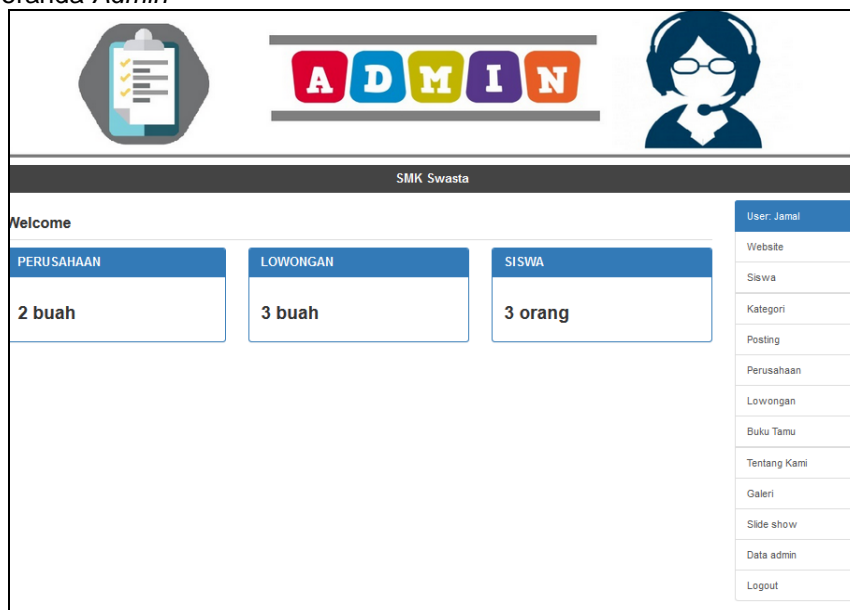 Admin
ADMIN
SMK Swasta
Welcome
PERUSAHAAN
2 buah
LOWONGAN
3 buah
SISWA
3 orang
User: Jamal
Website
Siswa
Kategori
Posting
Perusahaan
Lowongan
Buku Tamu
Tentang Kami
Galeri
Slide show
Data admin
Logout